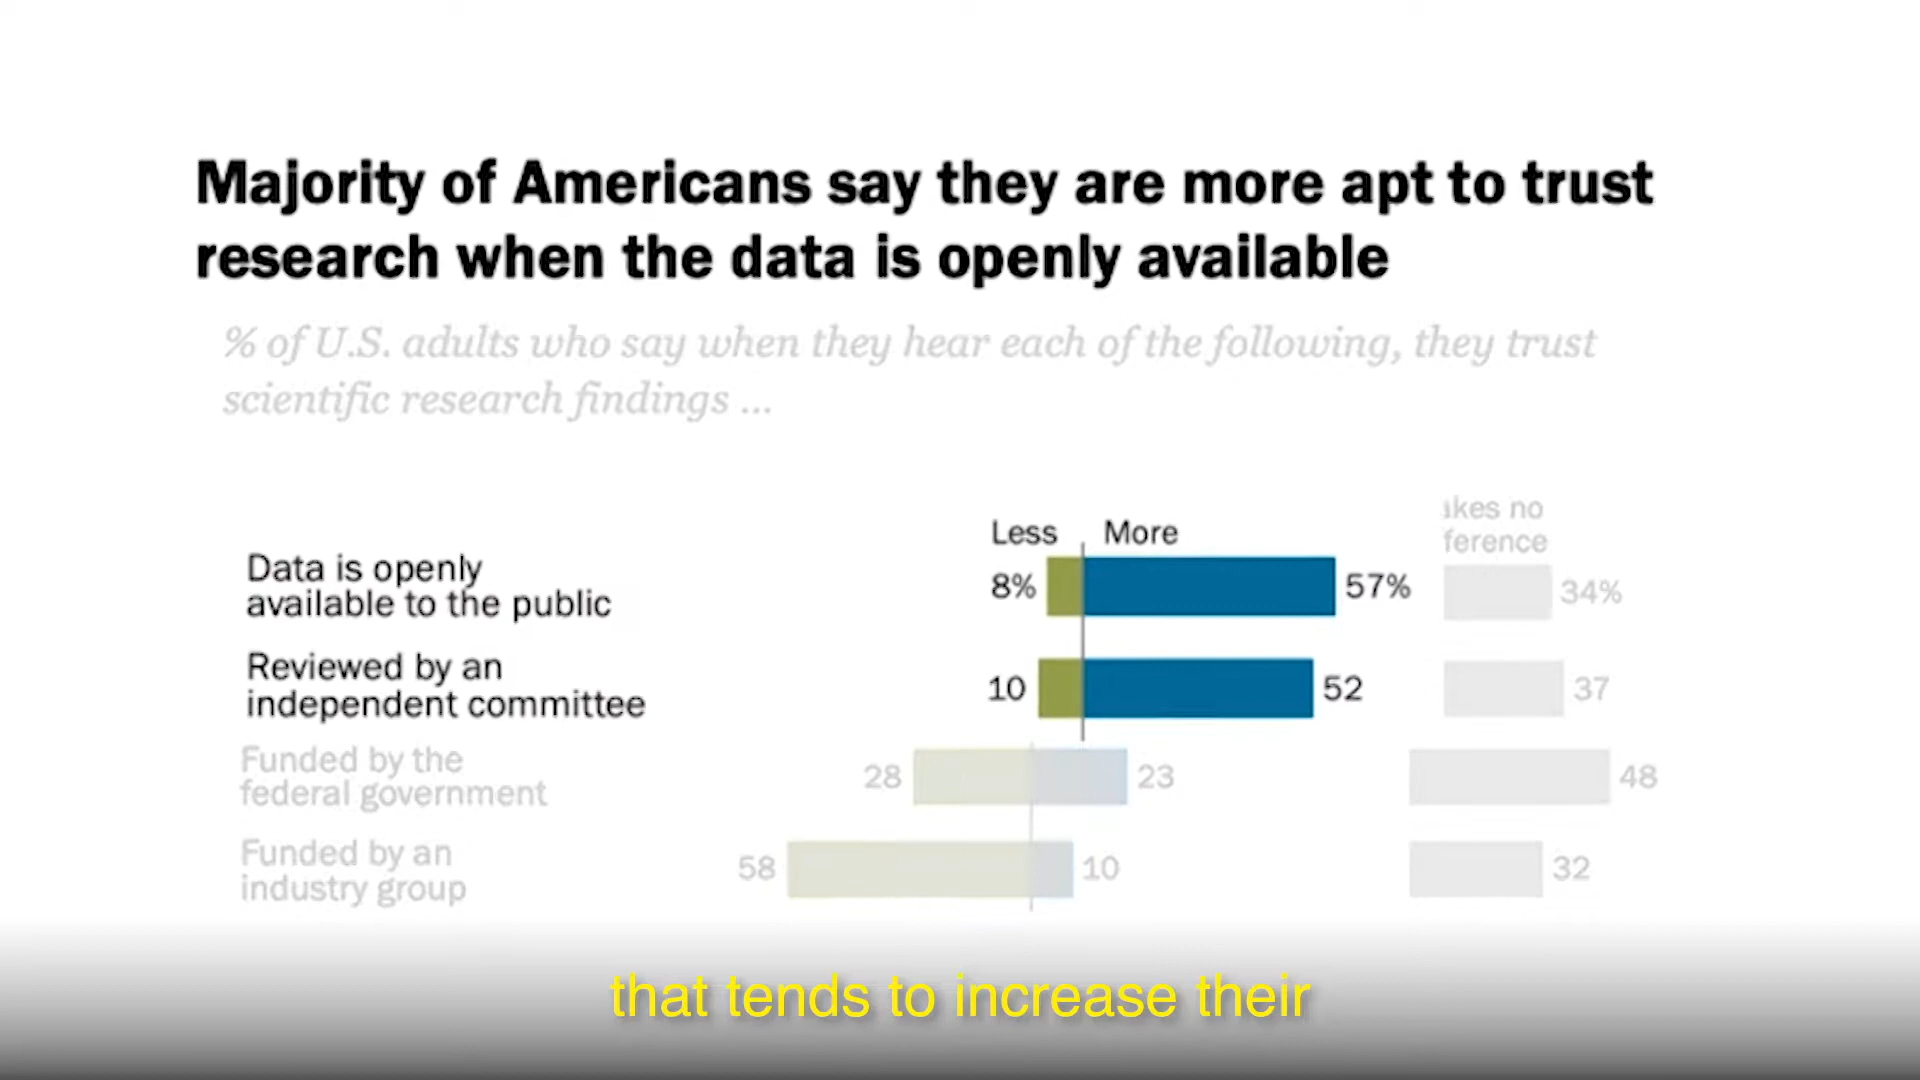 Majority of Americans say they are more apt to trust
research when the data is openly available
% of U.S. adults who say when they hear each of the following, they trust
scientific research findings ...
Less More
akes no
ference
Data is openly
available to the public
8% 57% 34%
Reviewed by an
independent committee
10 52 37
Funded by the
federal government
28 23 48
Funded by an
industry group
58 10 32
that tends to increase their